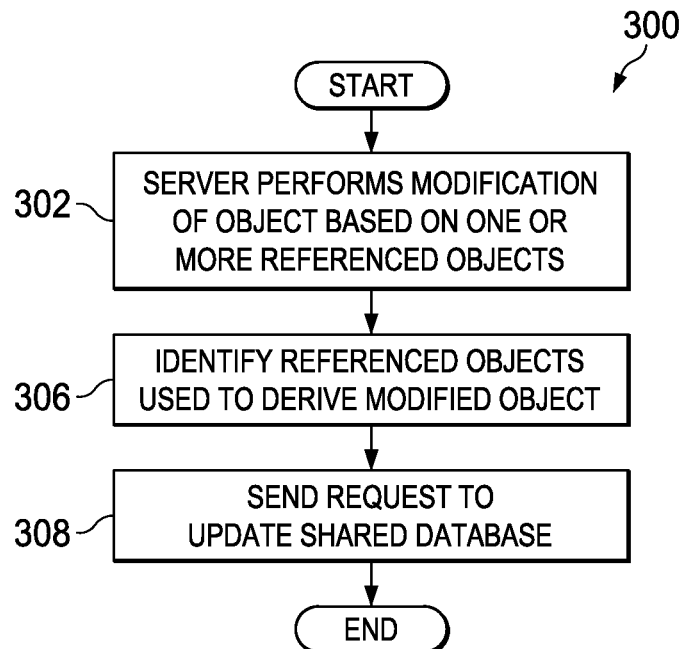 300
START
302
SERVER PERFORMS MODIFICATION
OF OBJECT BASED ON ONE OR
MORE REFERENCED OBJECTS
306
IDENTIFY REFERENCED OBJECTS
USED TO DERIVE MODIFIED OBJECT
308
SEND REQUEST TO
UPDATE SHARED DATABASE
END